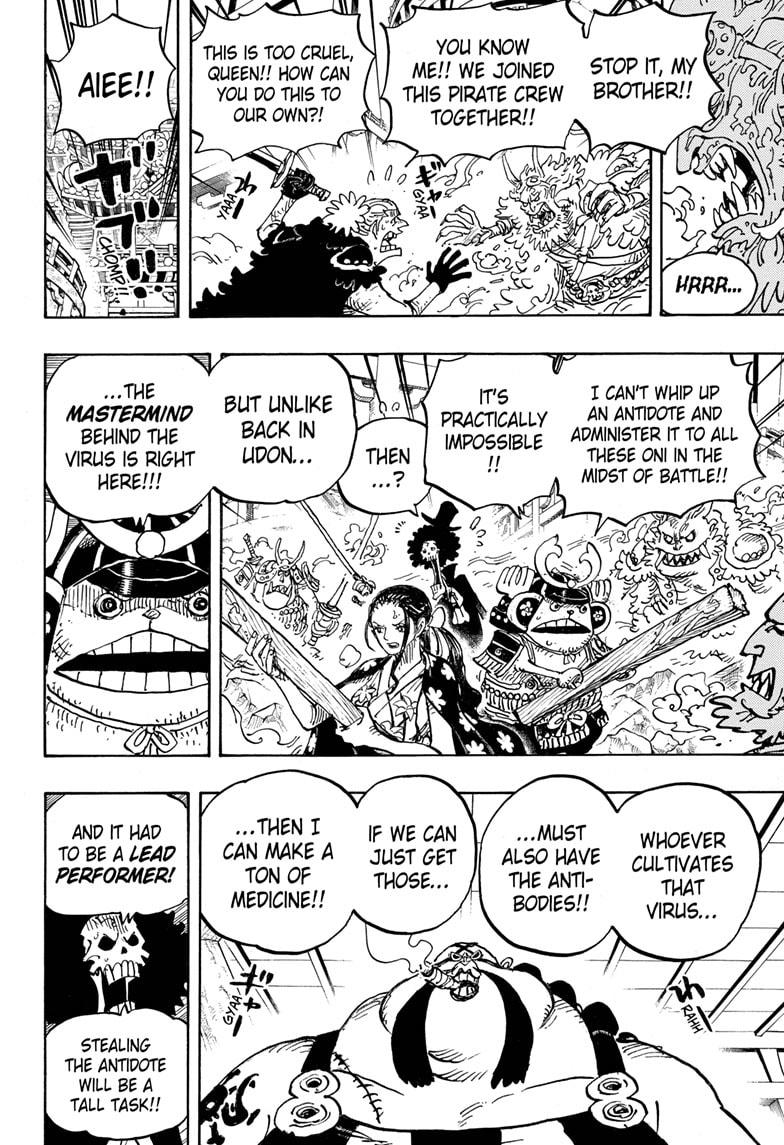 HRRR...
STOP IT, MY
BROTHER!!
YOU KNOW
ME!! WE JOINED
THIS PIRATE CREW
TOGETHER!!
GYAA
THIS IS TOO CRUEL,
QUEEN!! HOW CAN
YOU DO THIS TO
OUR OWN?!
YAAA
AIEE!!
CHOMP!!
I CAN'T WHIP UP
AN ANTIDOTE AND
ADMINISTER IT TO ALL
THESE ONI IN THE
MIDST OF BATTLE!!
IT'S
PRACTICALLY
IMPOSSIBLE
!!
THEN
...?
BUT UNLIKE
BACK IN
UDON...
...THE
MASTERMIND
BEHIND THE
VIRUS IS RIGHT
HERE!!!
WHOEVER
CULTIVATES
THAT
VIRUS...
...MUST
ALSO HAVE
THE ANTI-
BODIES!!
IF WE CAN
JUST GET
THOSE...
...THEN I
CAN MAKE A
TON OF
MEDICINE!!
RAHH
GYAA
AND IT HAD
TO BE A LEAD
PERFORMER!
STEALING
THE ANTIDOTE
WILL BE A
TALL TASK!!